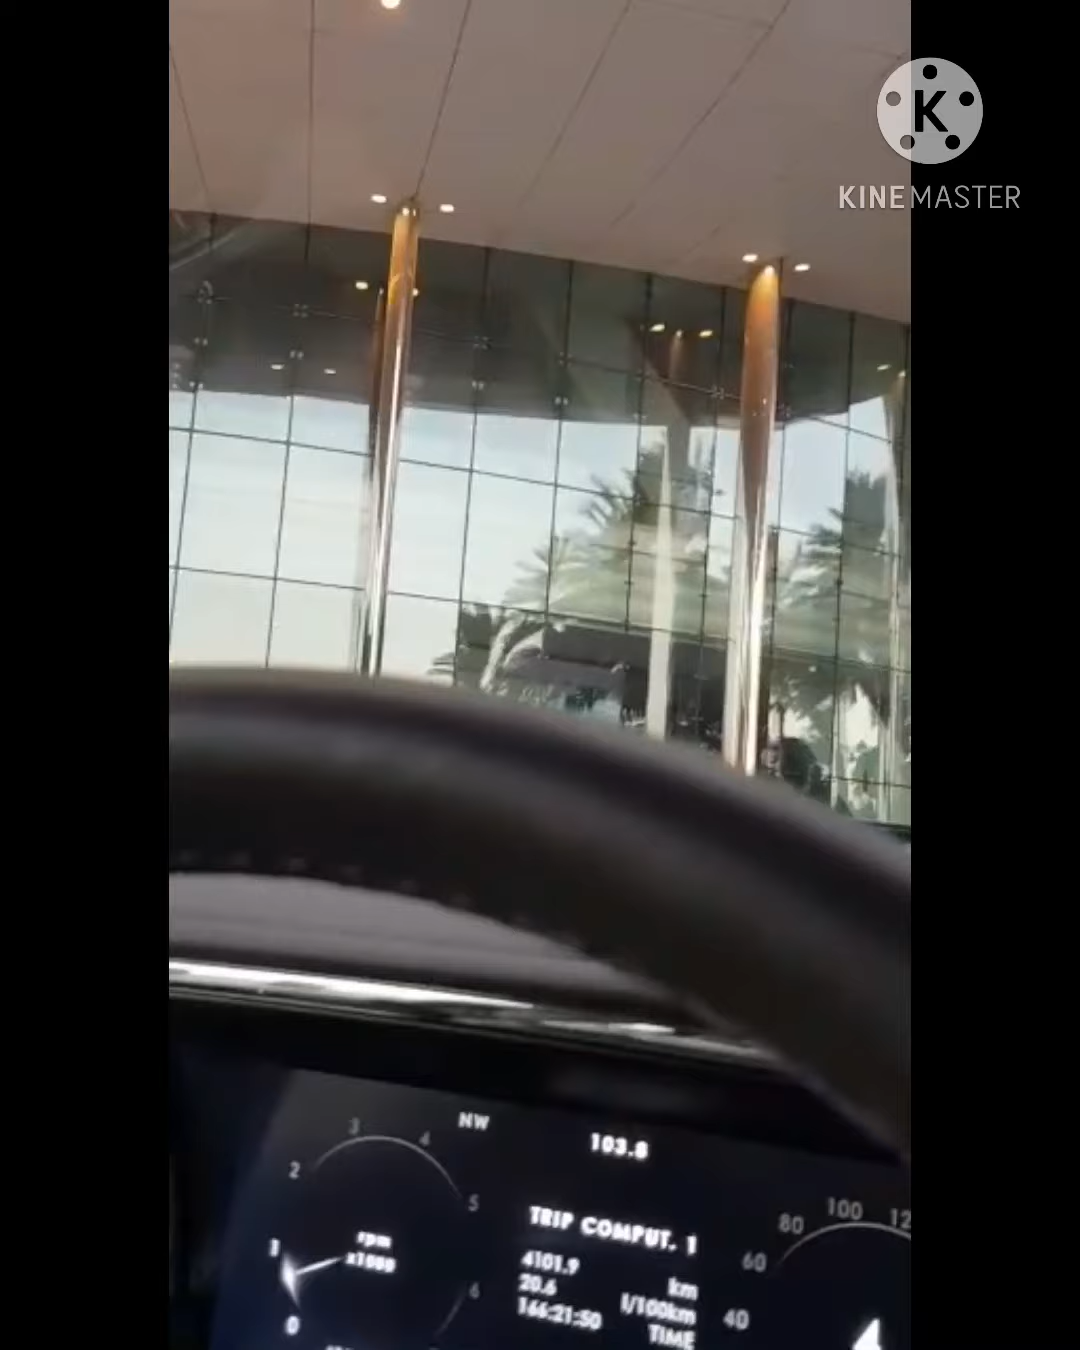 K
KINEMASTER
NW
103.8
3
4
2
5
TRIP COMPUT. 1
1
rpm
x1000
4101.9 km
20.6 l/100km
166:21:50 TIME
6
0
80
100
60
40